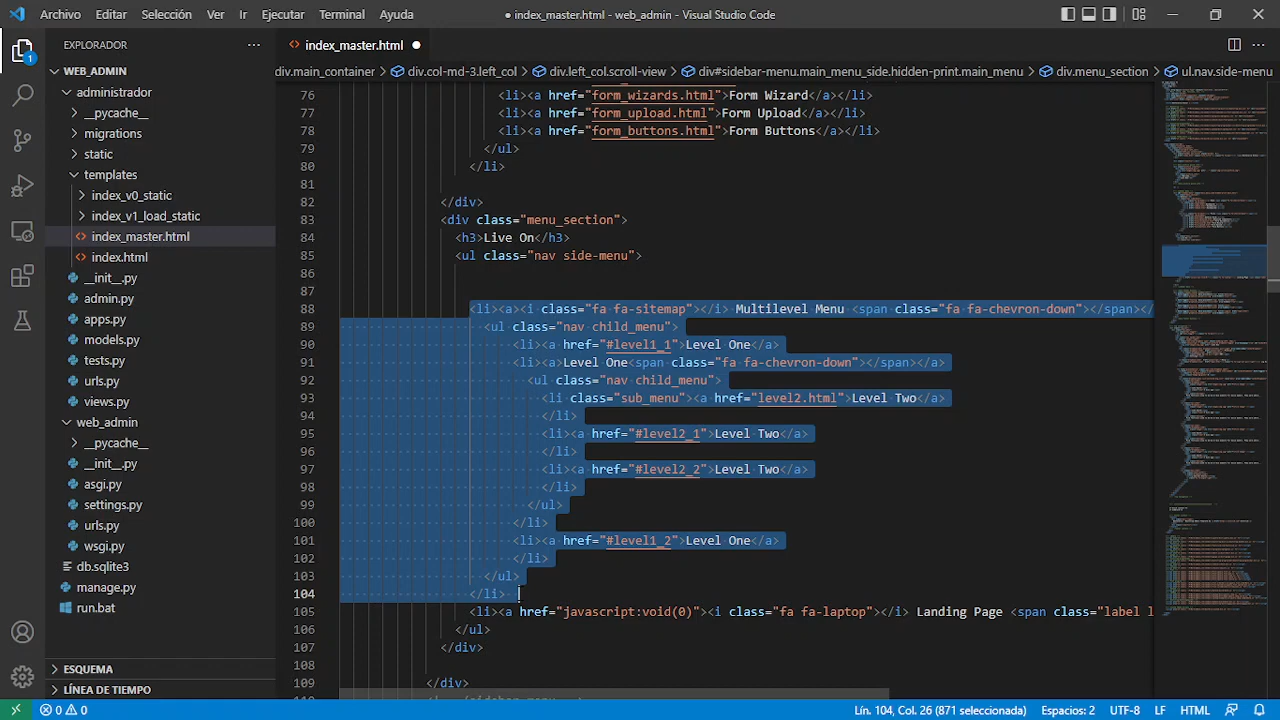 Archivo Editar Selección Ver Ir Ejecutar Terminal Ayuda
● index_master.html - web_admin - Visual Studio Code
EXPLORADOR
1
WEB_ADMIN
administrador
__pycache__
migrations
static
templates
index_v0_static
index_v1_load_static
index_master.html
index.html
__init__.py
admin.py
apps.py
models.py
tests.py
url.py
views.py
web_admin
__pycache__
__init__.py
asgi.py
settings.py
urls.py
wsgi.py
db.sqlite3
manage.py
run.bat
ESQUEMA
LÍNEA DE TIEMPO
index_master.html
div.main_container > div.col-md-3.left_col > div.left_col.scroll-view > div#sidebar-menu.main_menu_side.hidden-print.main_menu > div.menu_section > ul.nav.side-menu
76 <li><a href="form_wizards.html">Form Wizard</a></li>
77 <li><a href="form_upload.html">Form Upload</a></li>
78 <li><a href="form_buttons.html">Form Buttons</a></li>
79 </ul>
80 </li>
81
82 </div>
83 <div class="menu_section">
84 <h3>Live On</h3>
85 <ul class="nav side-menu">
86
87
88 <li><a><i class="fa fa-sitemap"></i> Multilevel Menu <span class="fa fa-chevron-down"></span></
89 <ul class="nav child_menu">
90 <li><a href="#level1_1">Level One</a>
91 <li><a>Level One<span class="fa fa-chevron-down"></span></a>
92 <ul class="nav child_menu">
93 <li class="sub_menu"><a href="level2.html">Level Two</a>
94 </li>
95 <li><a href="#level2_1">Level Two</a>
96 </li>
97 <li><a href="#level2_2">Level Two</a>
98 </li>
99 </ul>
100 </li>
101 <li><a href="#level1_2">Level One</a>
102 </li>
103 </ul>
104 </li>
105 <li><a href="javascript:void(0)"><i class="fa fa-laptop"></i> Landing Page <span class="label l
106 </ul>
107 </div>
108
109 </div>
0 0
Lín. 104, Col. 26 (871 seleccionada) Espacios: 2 UTF-8 LF HTML